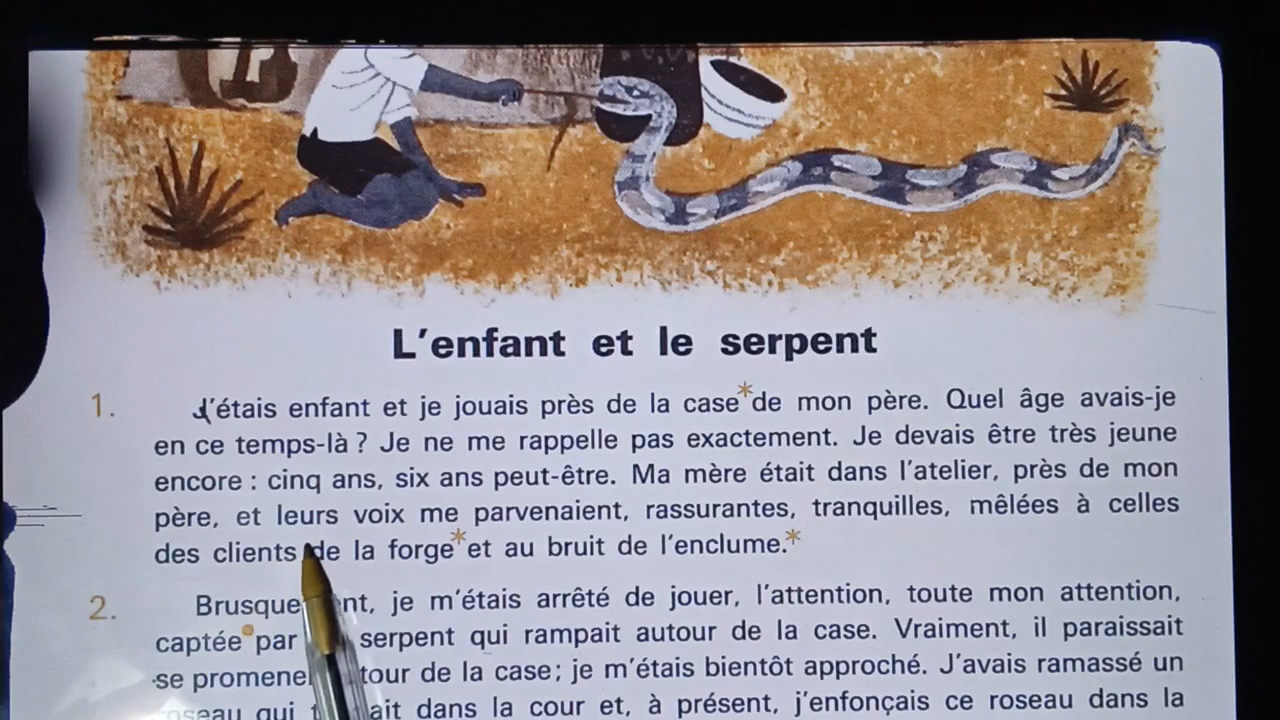 L'enfant et le serpent
1. J'étais enfant et je jouais près de la case* de mon père. Quel âge avais-je
en ce temps-là ? Je ne me rappelle pas exactement. Je devais être très jeune
encore : cinq ans, six ans peut-être. Ma mère était dans l'atelier, près de mon
père, et leurs voix me parvenaient, rassurantes, tranquilles, mêlées à celles
des clients de la forge* et au bruit de l'enclume.*
2. je m'étais arrêté de jouer, l'attention, toute mon attention,
captée par serpent qui rampait autour de la case. Vraiment, il paraissait
se de la case ; je m'étais bientôt approché. J'avais ramassé un
qui dans la cour et, à présent, j'enfonçais ce roseau dans la